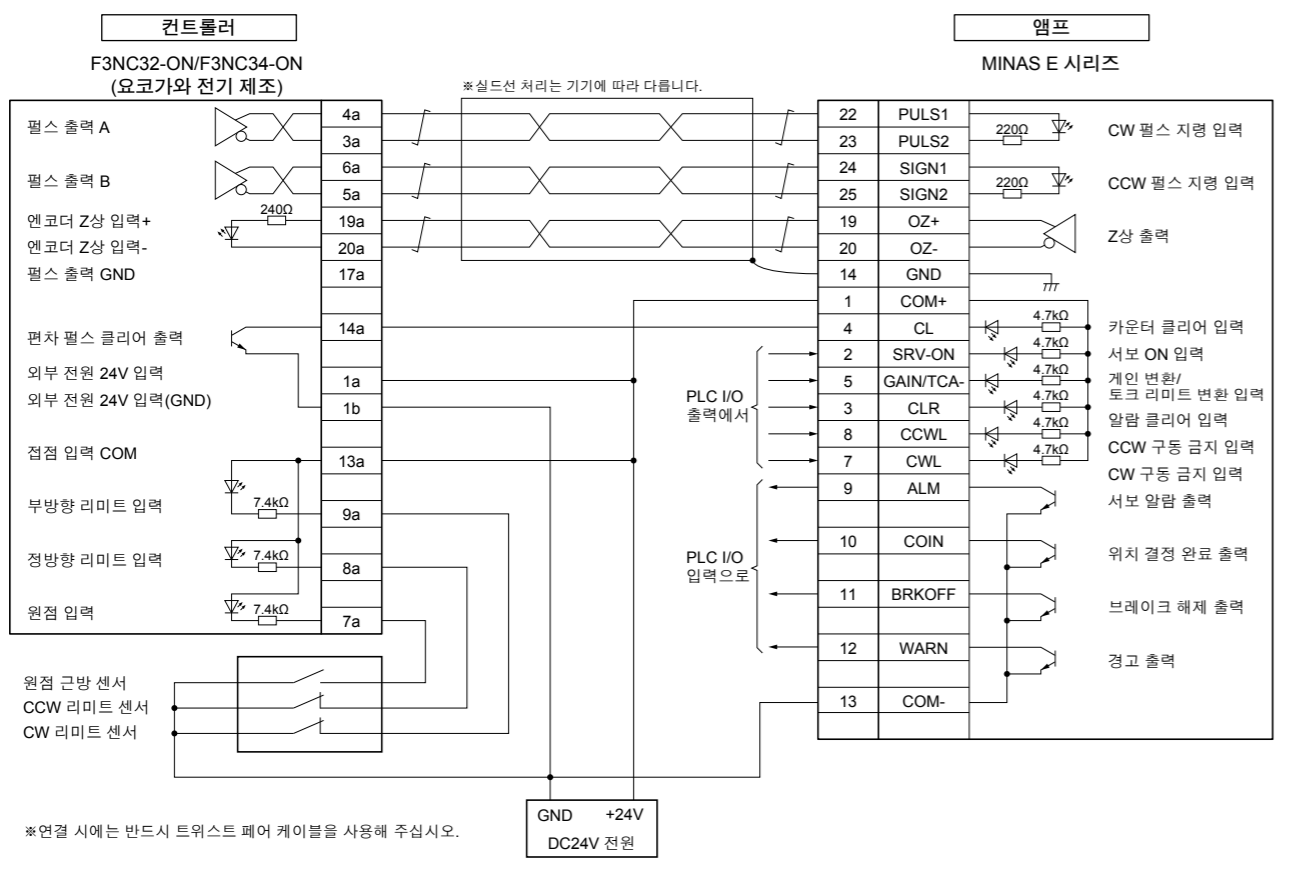 컨트롤러
F3NC32-ON/F3NC34-ON
(요코가와 전기 제조)
펄스 출력 A
펄스 출력 B
엔코더 Z상 입력+
엔코더 Z상 입력-
펄스 출력 GND
편차 펄스 클리어 출력
외부 전원 24V 입력
외부 전원 24V 입력(GND)
접점 입력 COM
부방향 리미트 입력
정방향 리미트 입력
원점 입력
240Ω
7.4kΩ
7.4kΩ
7.4kΩ
4a
3a
6a
5a
19a
20a
17a
14a
1a
1b
13a
9a
8a
7a
원점 근방 센서
CCW 리미트 센서
CW 리미트 센서
※실드선 처리는 기기에 따라 다릅니다.
PLC I/O
출력에서
PLC I/O
입력으로
GND +24V
DC24V 전원
앰프
MINAS E 시리즈
22 PULS1
23 PULS2
24 SIGN1
25 SIGN2
19 OZ+
20 OZ-
14 GND
1 COM+
4 CL
2 SRV-ON
5 GAIN/TCA-
3 CLR
8 CCWL
7 CWL
9 ALM
10 COIN
11 BRKOFF
12 WARN
13 COM-
220Ω
220Ω
4.7kΩ
4.7kΩ
4.7kΩ
4.7kΩ
4.7kΩ
4.7kΩ
CW 펄스 지령 입력
CCW 펄스 지령 입력
Z상 출력
카운터 클리어 입력
서보 ON 입력
게인 변환/
토크 리미트 변환 입력
알람 클리어 입력
CCW 구동 금지 입력
CW 구동 금지 입력
서보 알람 출력
위치 결정 완료 출력
브레이크 해제 출력
경고 출력
※연결 시에는 반드시 트위스트 페어 케이블을 사용해 주십시오.